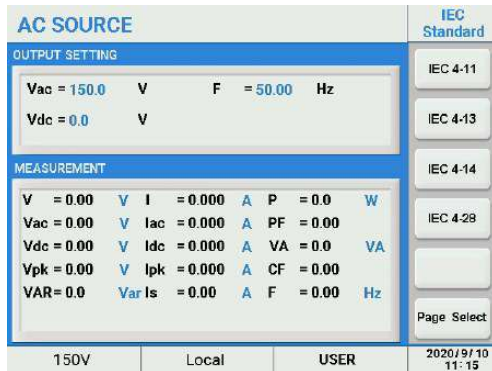 AC SOURCE
IEC Standard
OUTPUT SETTING
Vac = 150.0 V F = 50.00 Hz
Vdc = 0.0 V
MEASUREMENT
V = 0.00 V I = 0.000 A P = 0.0 W
Vac = 0.00 V Iac = 0.000 A PF = 0.00
Vdc = 0.00 V Idc = 0.000 A VA = 0.0 VA
Vpk = 0.00 V Ipk = 0.000 A CF = 0.00
VAR= 0.0 Var Is = 0.00 A F = 0.00 Hz
IEC 4-11
IEC 4-13
IEC 4-14
IEC 4-28
Page Select
150V Local USER 2020/9/10
11:15